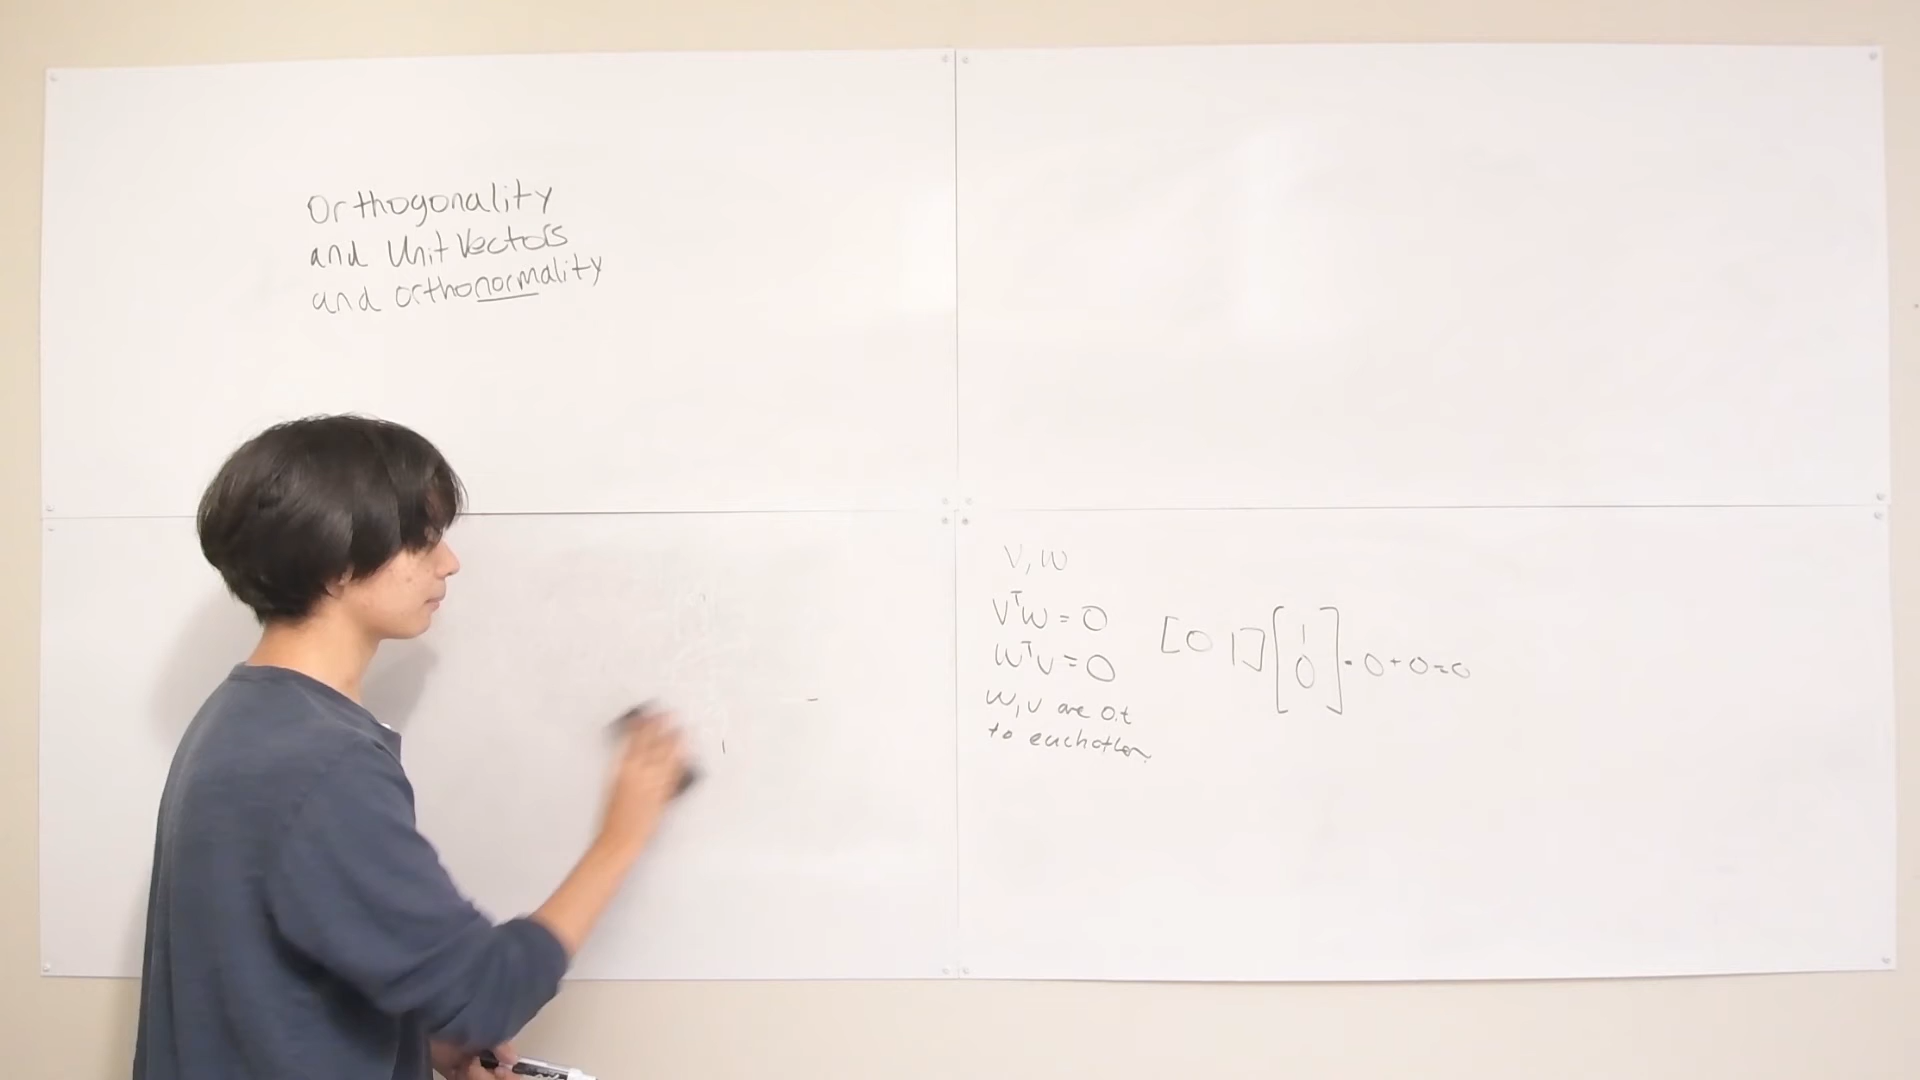 Orthogonality
and Unit Vectors
and orthonormality
V, W
VᵀW = 0
WᵀV = 0
W, V are o.t
to each other.
[0 1] [1
0] = 0 + 0 = 0